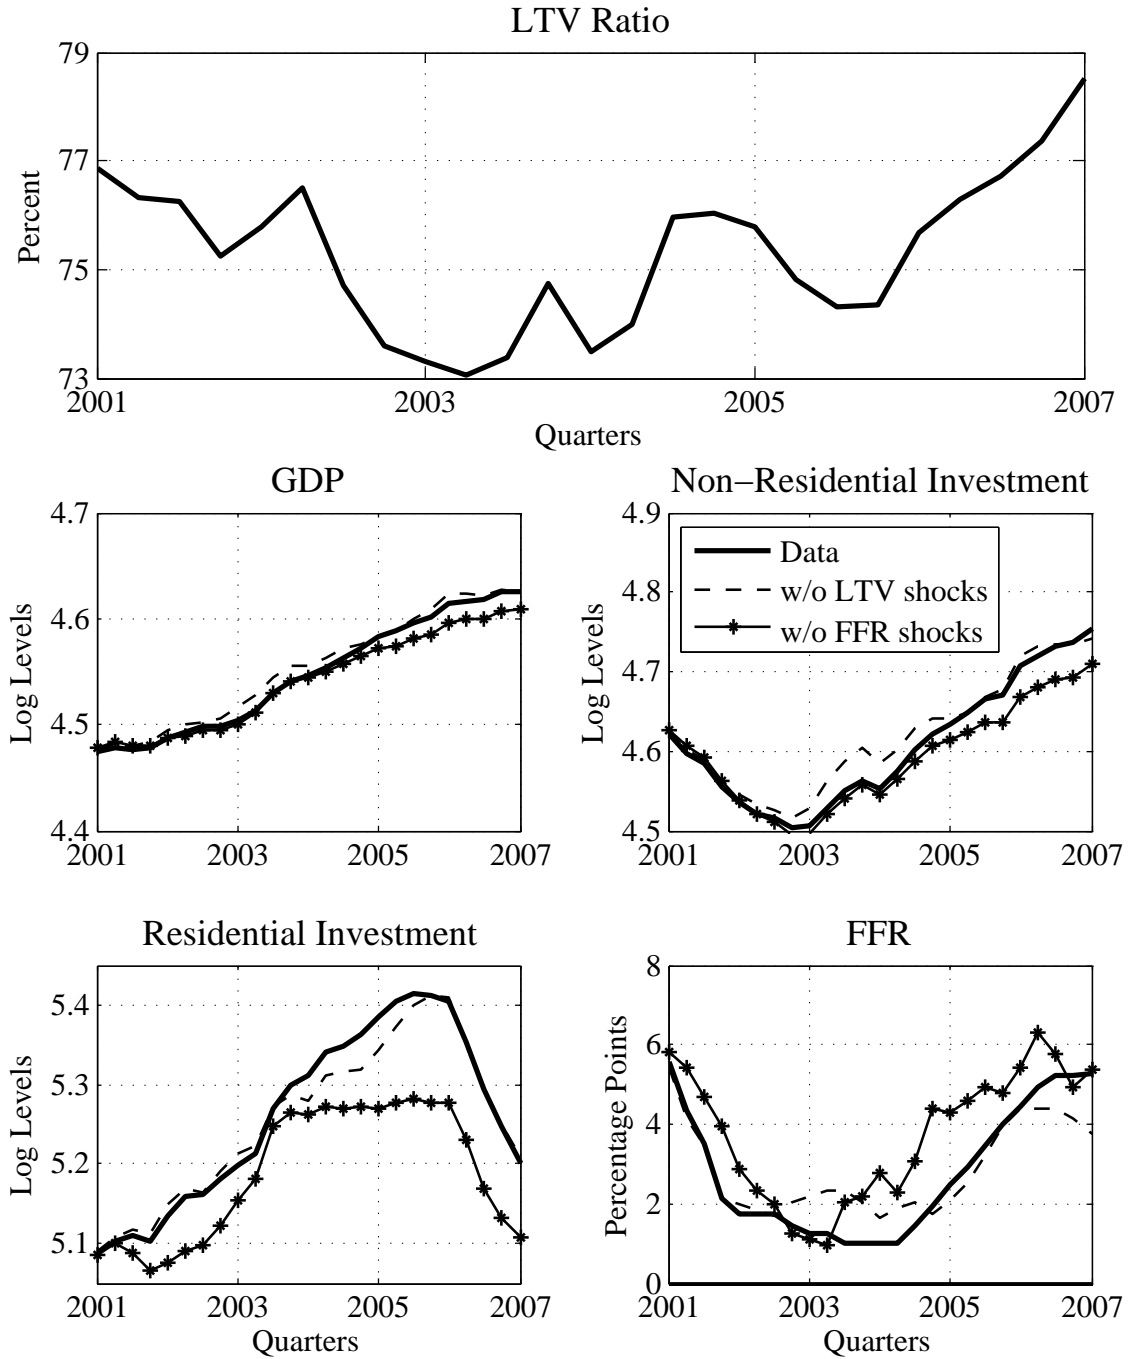 LTV Ratio
79
77
75
73
Percent
2001 2003 2005 2007
Quarters
GDP
4.7
4.6
4.5
4.4
Log Levels
2001 2003 2005 2007
Non-Residential Investment
4.9
4.8
4.7
4.6
4.5
Log Levels
Data
w/o LTV shocks
w/o FFR shocks
2001 2003 2005 2007
Residential Investment
5.4
5.3
5.2
5.1
Log Levels
2001 2003 2005 2007
Quarters
FFR
8
6
4
2
0
Percentage Points
2001 2003 2005 2007
Quarters